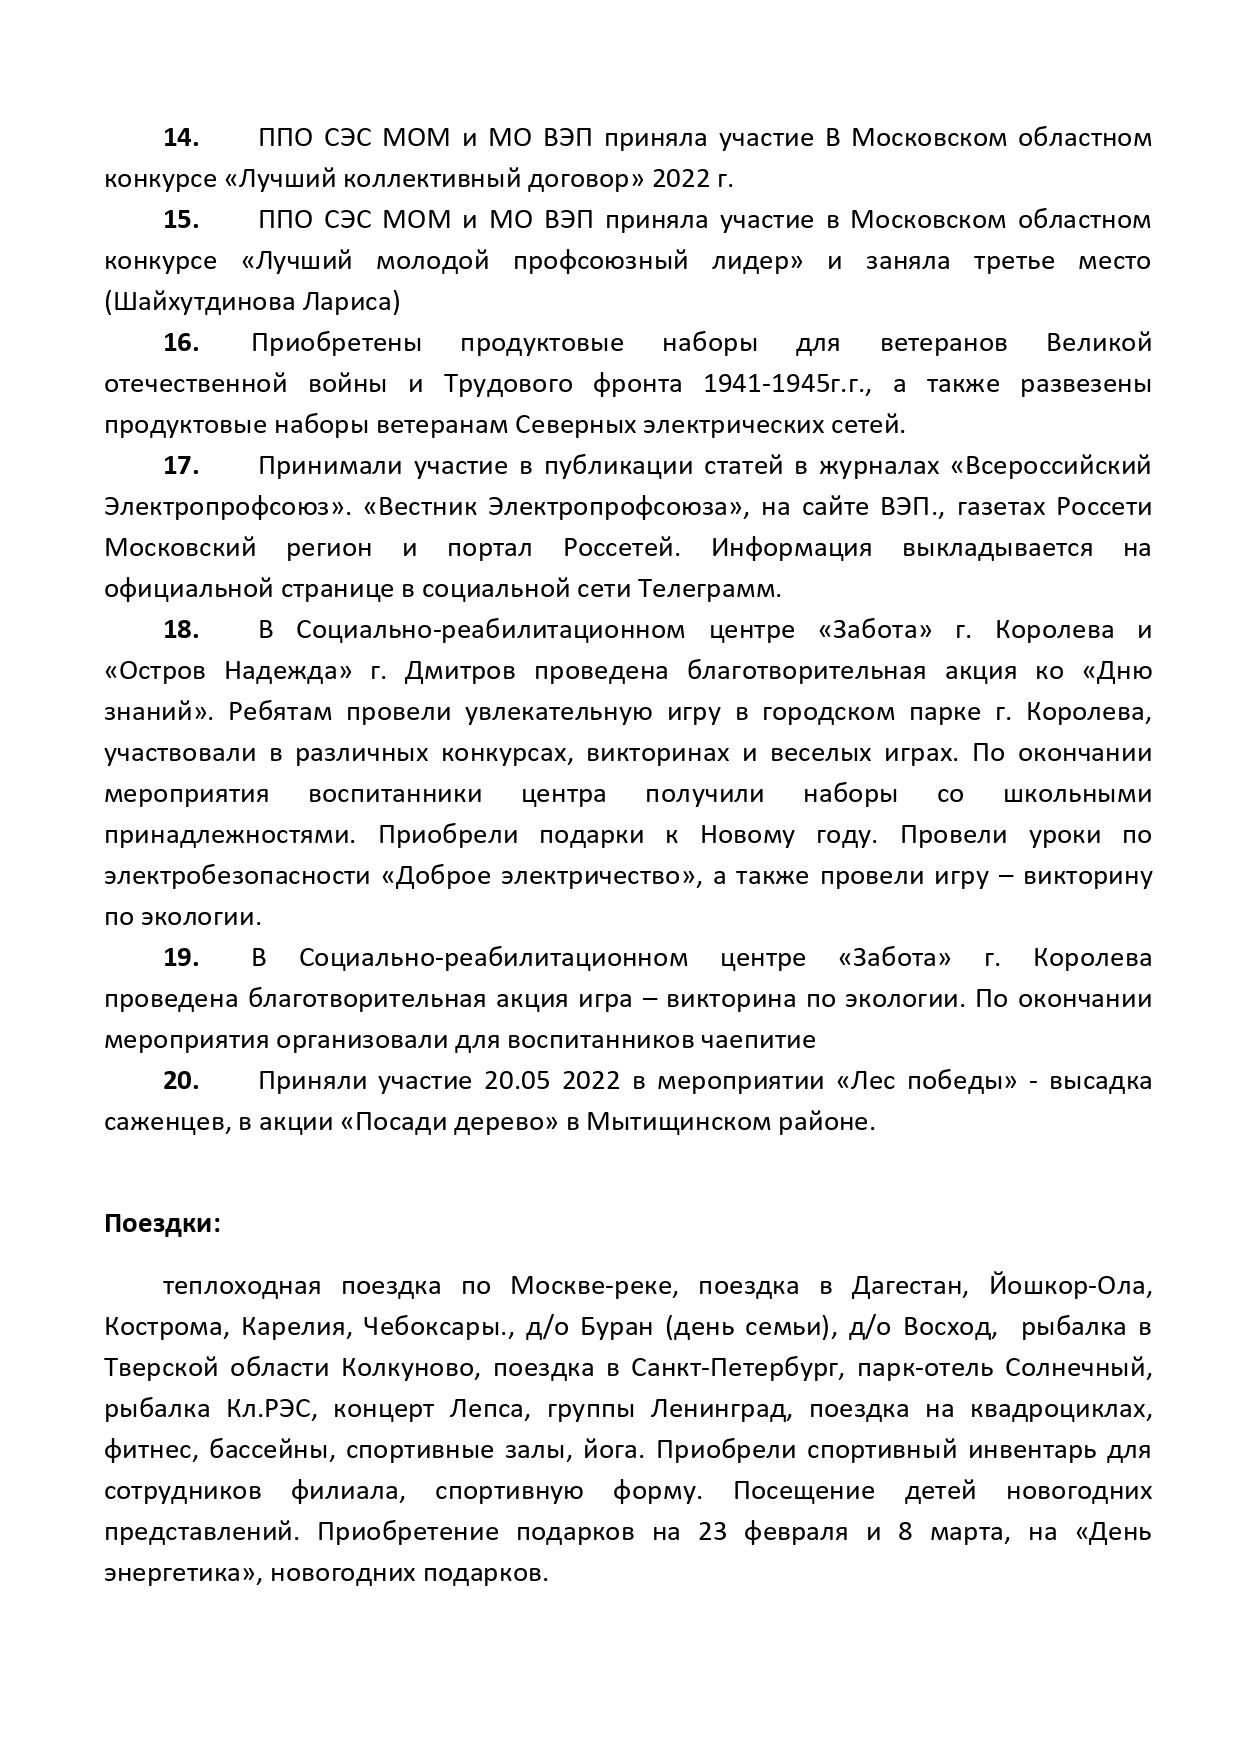 14. ППО СЭС МОМ и МО ВЭП приняла участие В Московском областном
конкурсе «Лучший коллективный договор» 2022 г.
15. ППО СЭС МОМ и МО ВЭП приняла участие в Московском областном
конкурсе «Лучший молодой профсоюзный лидер» и заняла третье место
(Шайхутдинова Лариса)
16. Приобретены продуктовые наборы для ветеранов Великой
отечественной войны и Трудового фронта 1941-1945г.г., а также развезены
продуктовые наборы ветеранам Северных электрических сетей.
17. Принимали участие в публикации статей в журналах «Всероссийский
Электропрофсоюз». «Вестник Электропрофсоюза», на сайте ВЭП., газетах Россети
Московский регион и портал Россетей. Информация выкладывается на
официальной странице в социальной сети Телеграмм.
18. В Социально-реабилитационном центре «Забота» г. Королева и
«Остров Надежда» г. Дмитров проведена благотворительная акция ко «Дню
знаний». Ребятам провели увлекательную игру в городском парке г. Королева,
участвовали в различных конкурсах, викторинах и веселых играх. По окончании
мероприятия воспитанники центра получили наборы со школьными
принадлежностями. Приобрели подарки к Новому году. Провели уроки по
электробезопасности «Доброе электричество», а также провели игру – викторину
по экологии.
19. В Социально-реабилитационном центре «Забота» г. Королева
проведена благотворительная акция игра – викторина по экологии. По окончании
мероприятия организовали для воспитанников чаепитие
20. Приняли участие 20.05 2022 в мероприятии «Лес победы» - высадка
саженцев, в акции «Посади дерево» в Мытищинском районе.
Поездки:
теплоходная поездка по Москве-реке, поездка в Дагестан, Йошкор-Ола,
Кострома, Карелия, Чебоксары., д/о Буран (день семьи), д/о Восход, рыбалка в
Тверской области Колкуново, поездка в Санкт-Петербург, парк-отель Солнечный,
рыбалка Кл.РЭС, концерт Лепса, группы Ленинград, поездка на квадроциклах,
фитнес, бассейны, спортивные залы, йога. Приобрели спортивный инвентарь для
сотрудников филиала, спортивную форму. Посещение детей новогодних
представлений. Приобретение подарков на 23 февраля и 8 марта, на «День
энергетика», новогодних подарков.